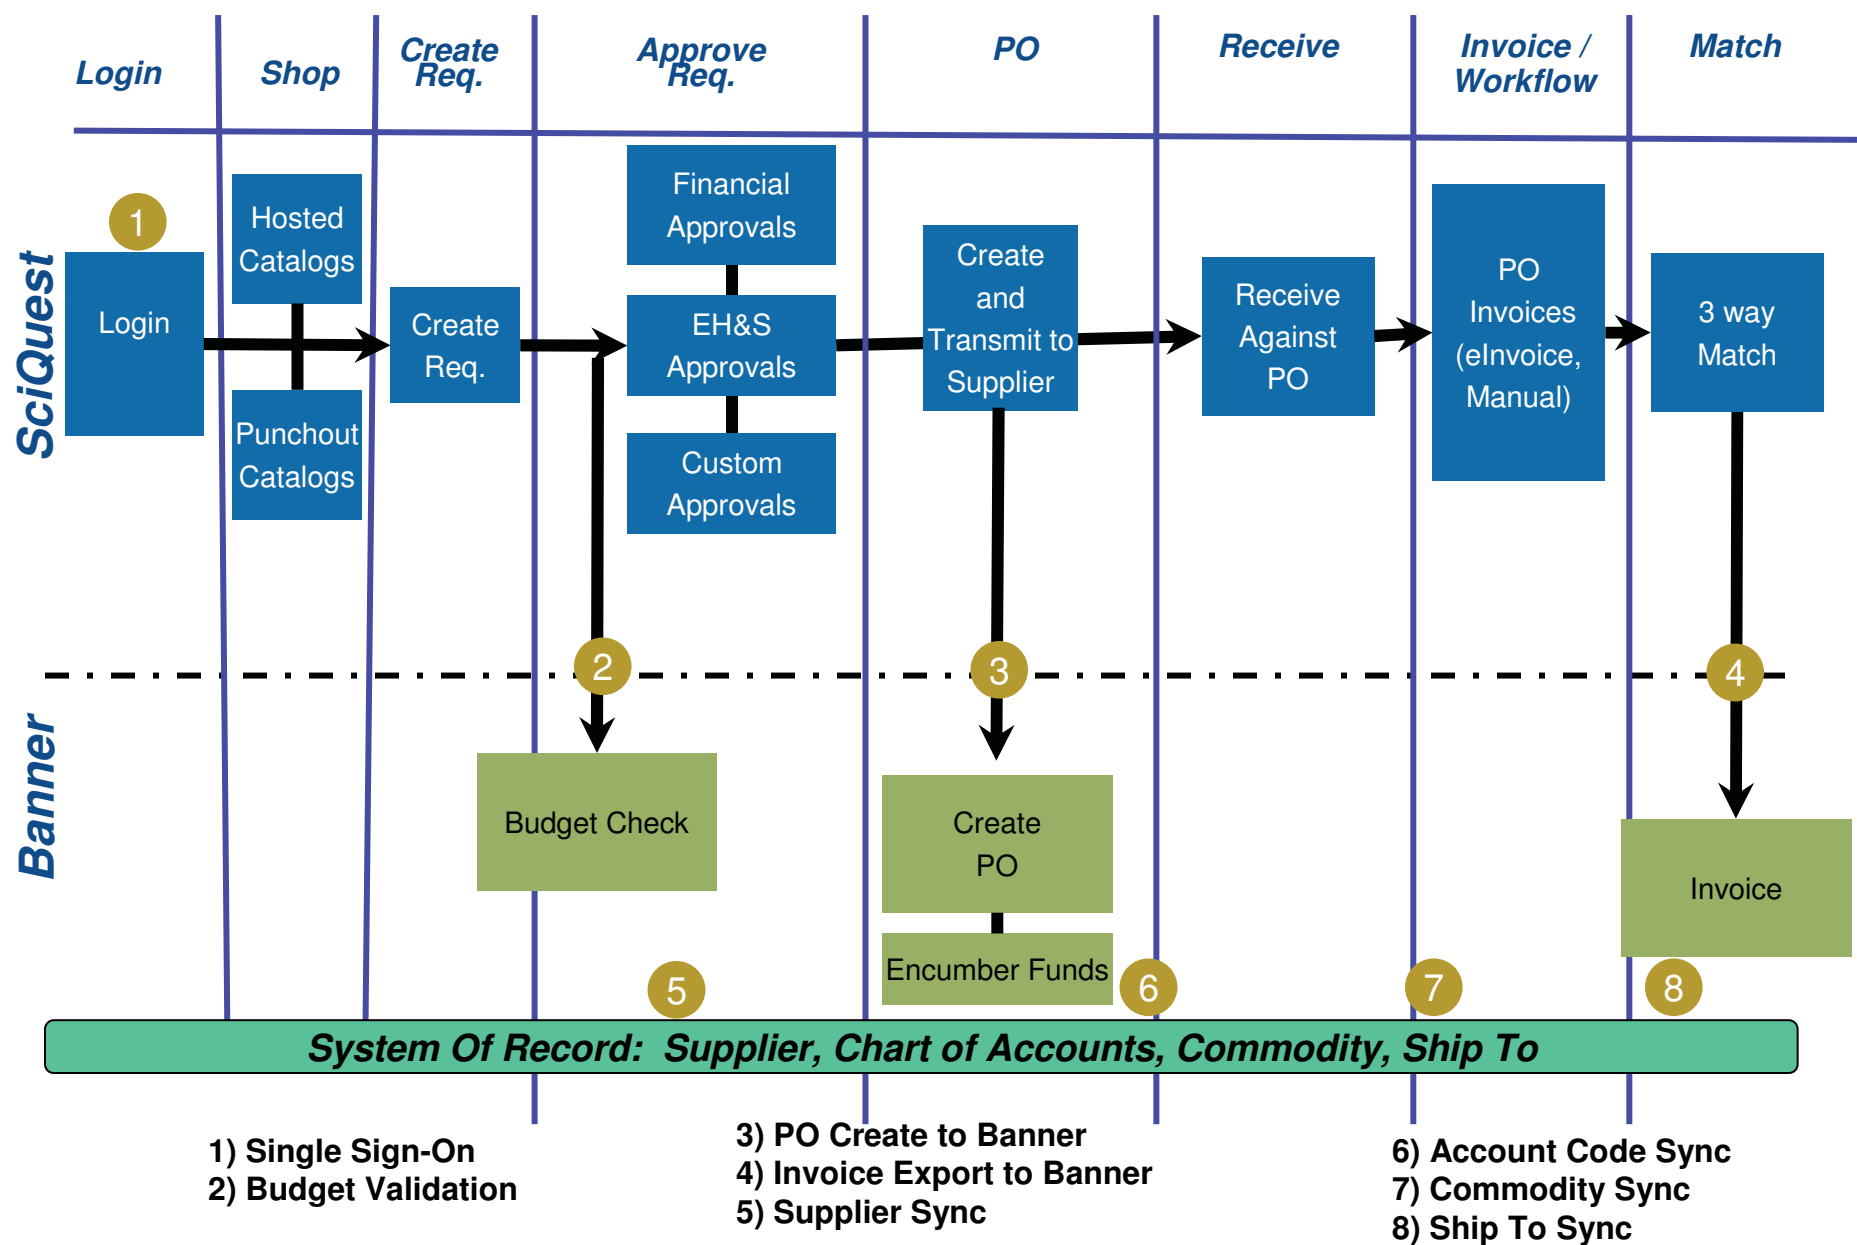 Login
Shop
Create
Req.
Approve
Req.
PO
Receive
Invoice /
Workflow
Match
SciQuest
1
Login
Hosted
Catalogs
Punchout
Catalogs
Create
Req.
Financial
Approvals
EH&S
Approvals
Custom
Approvals
Create
and
Transmit to
Supplier
Receive
Against
PO
PO
Invoices
(eInvoice,
Manual)
3 way
Match
2
3
4
Banner
Budget Check
Create
PO
Encumber Funds
Invoice
5
6
7
8
System Of Record:  Supplier, Chart of Accounts, Commodity, Ship To
1) Single Sign-On
2) Budget Validation
3) PO Create to Banner
4) Invoice Export to Banner
5) Supplier Sync
6) Account Code Sync
7) Commodity Sync
8) Ship To Sync